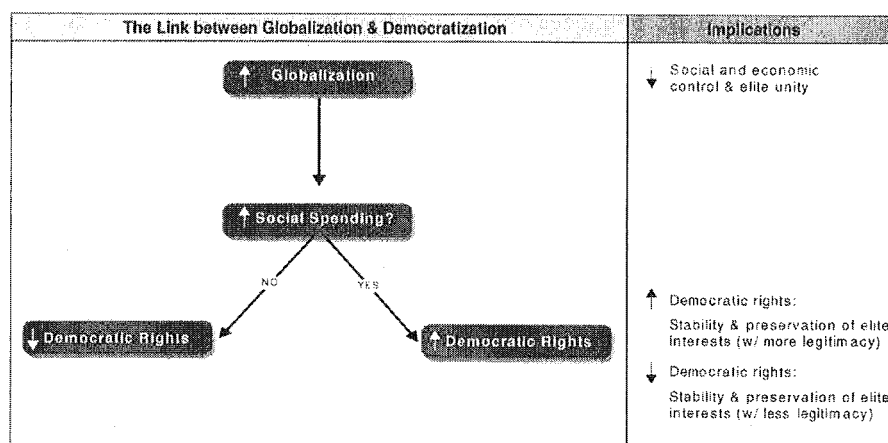 The Link between Globalization & Democratization
Implications
↑ Globalization
↓ Social and economic
control & elite unity
↑ Social Spending?
NO
YES
↓ Democratic Rights
↑ Democratic Rights
↑ Democratic rights:
Stability & preservation of elite
interests (w/ more legitimacy)
↓ Democratic rights:
Stability & preservation of elite
interests (w/ less legitimacy)